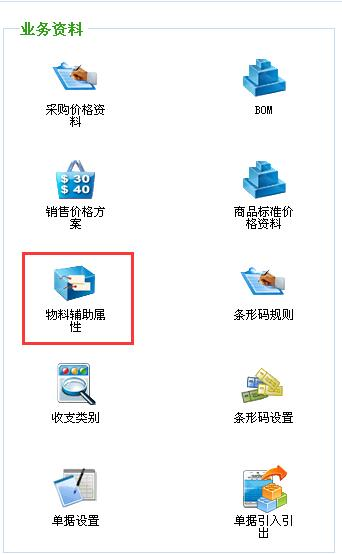 业务资料
采购价格资
料
BOM
$ 30
$ 40
销售价格方
案
商品标准价
格资料
物料辅助属
性
条形码规则
收支类别
条形码设置
单据设置
单据引入引
出